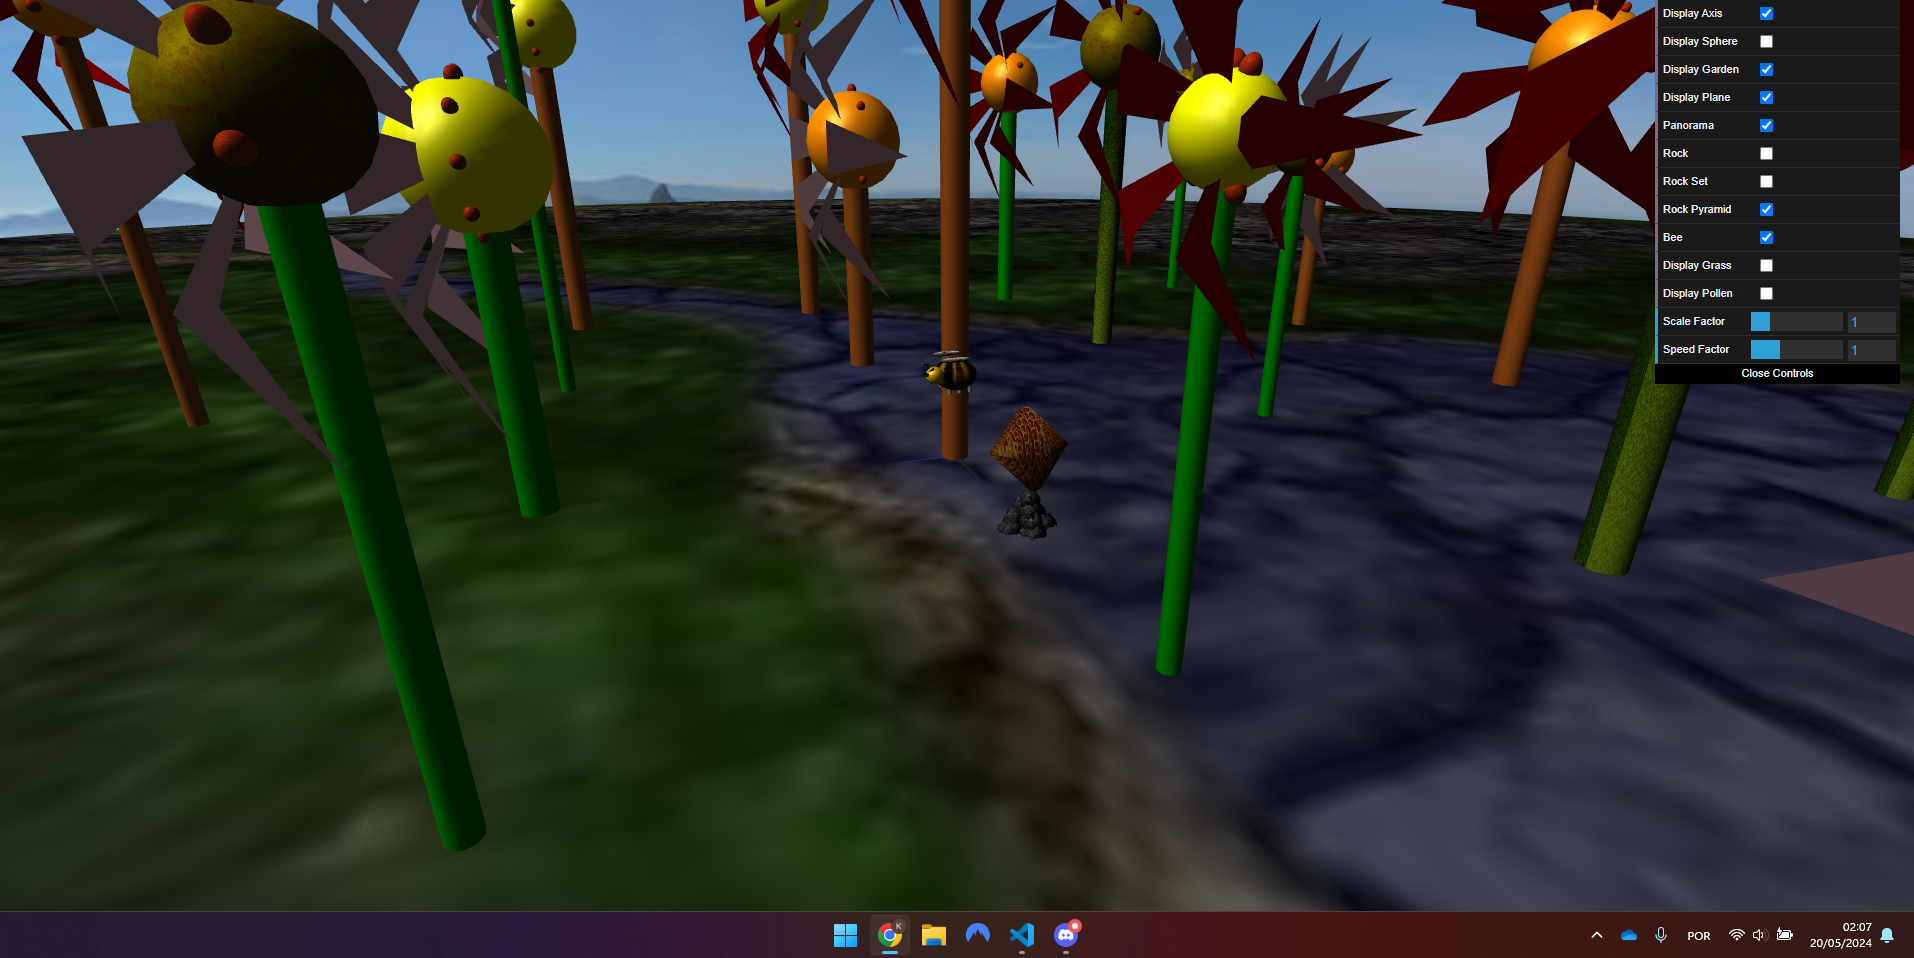 Display Axis
Display Sphere
Display Garden
Display Plane
Panorama
Rock
Rock Set
Rock Pyramid
Bee
Display Grass
Display Pollen
Scale Factor 1
Speed Factor 1
Close Controls
K
POR
02:07
20/05/2024